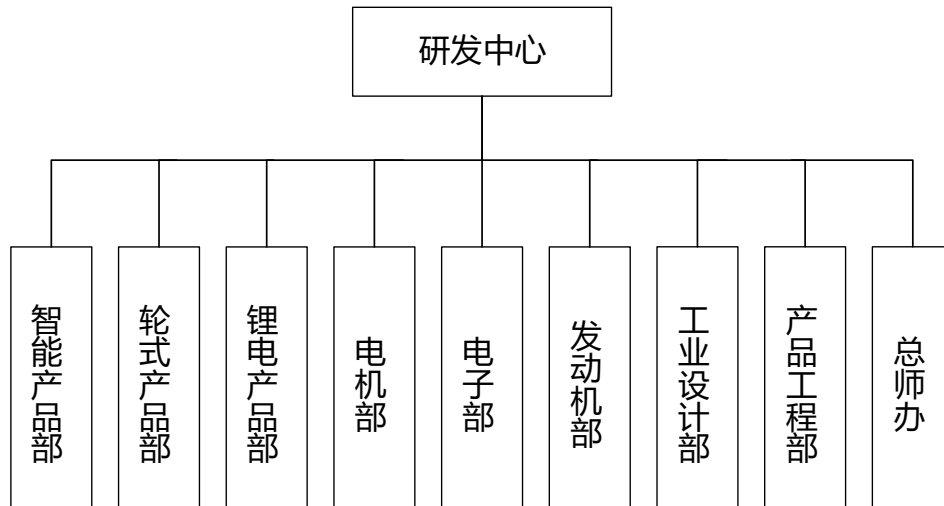 研发中心
智能产品部
轮式产品部
锂电产品部
电机部
电子部
发动机部
工业设计部
产品工程部
总师办